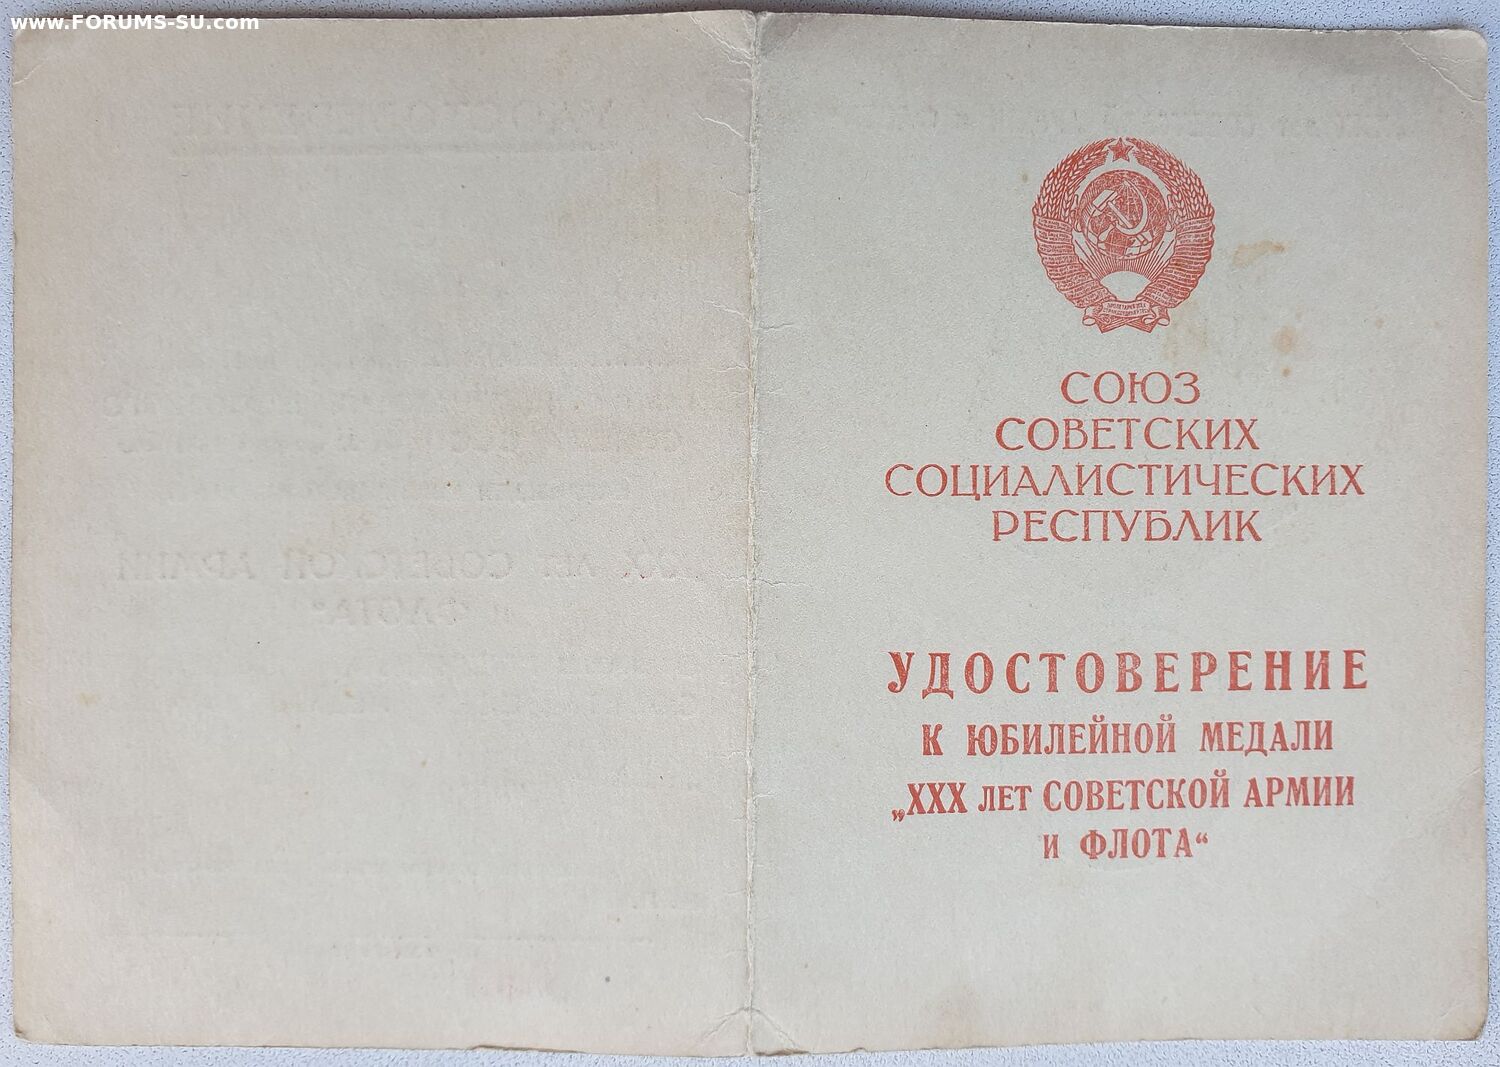 www.FORUMS-SU.com
СОЮЗ
СОВЕТСКИХ
СОЦИАЛИСТИЧЕСКИХ
РЕСПУБЛИК
УДОСТОВЕРЕНИЕ
К ЮБИЛЕЙНОЙ МЕДАЛИ
„XXX ЛЕТ СОВЕТСКОЙ АРМИИ
И ФЛОТА“